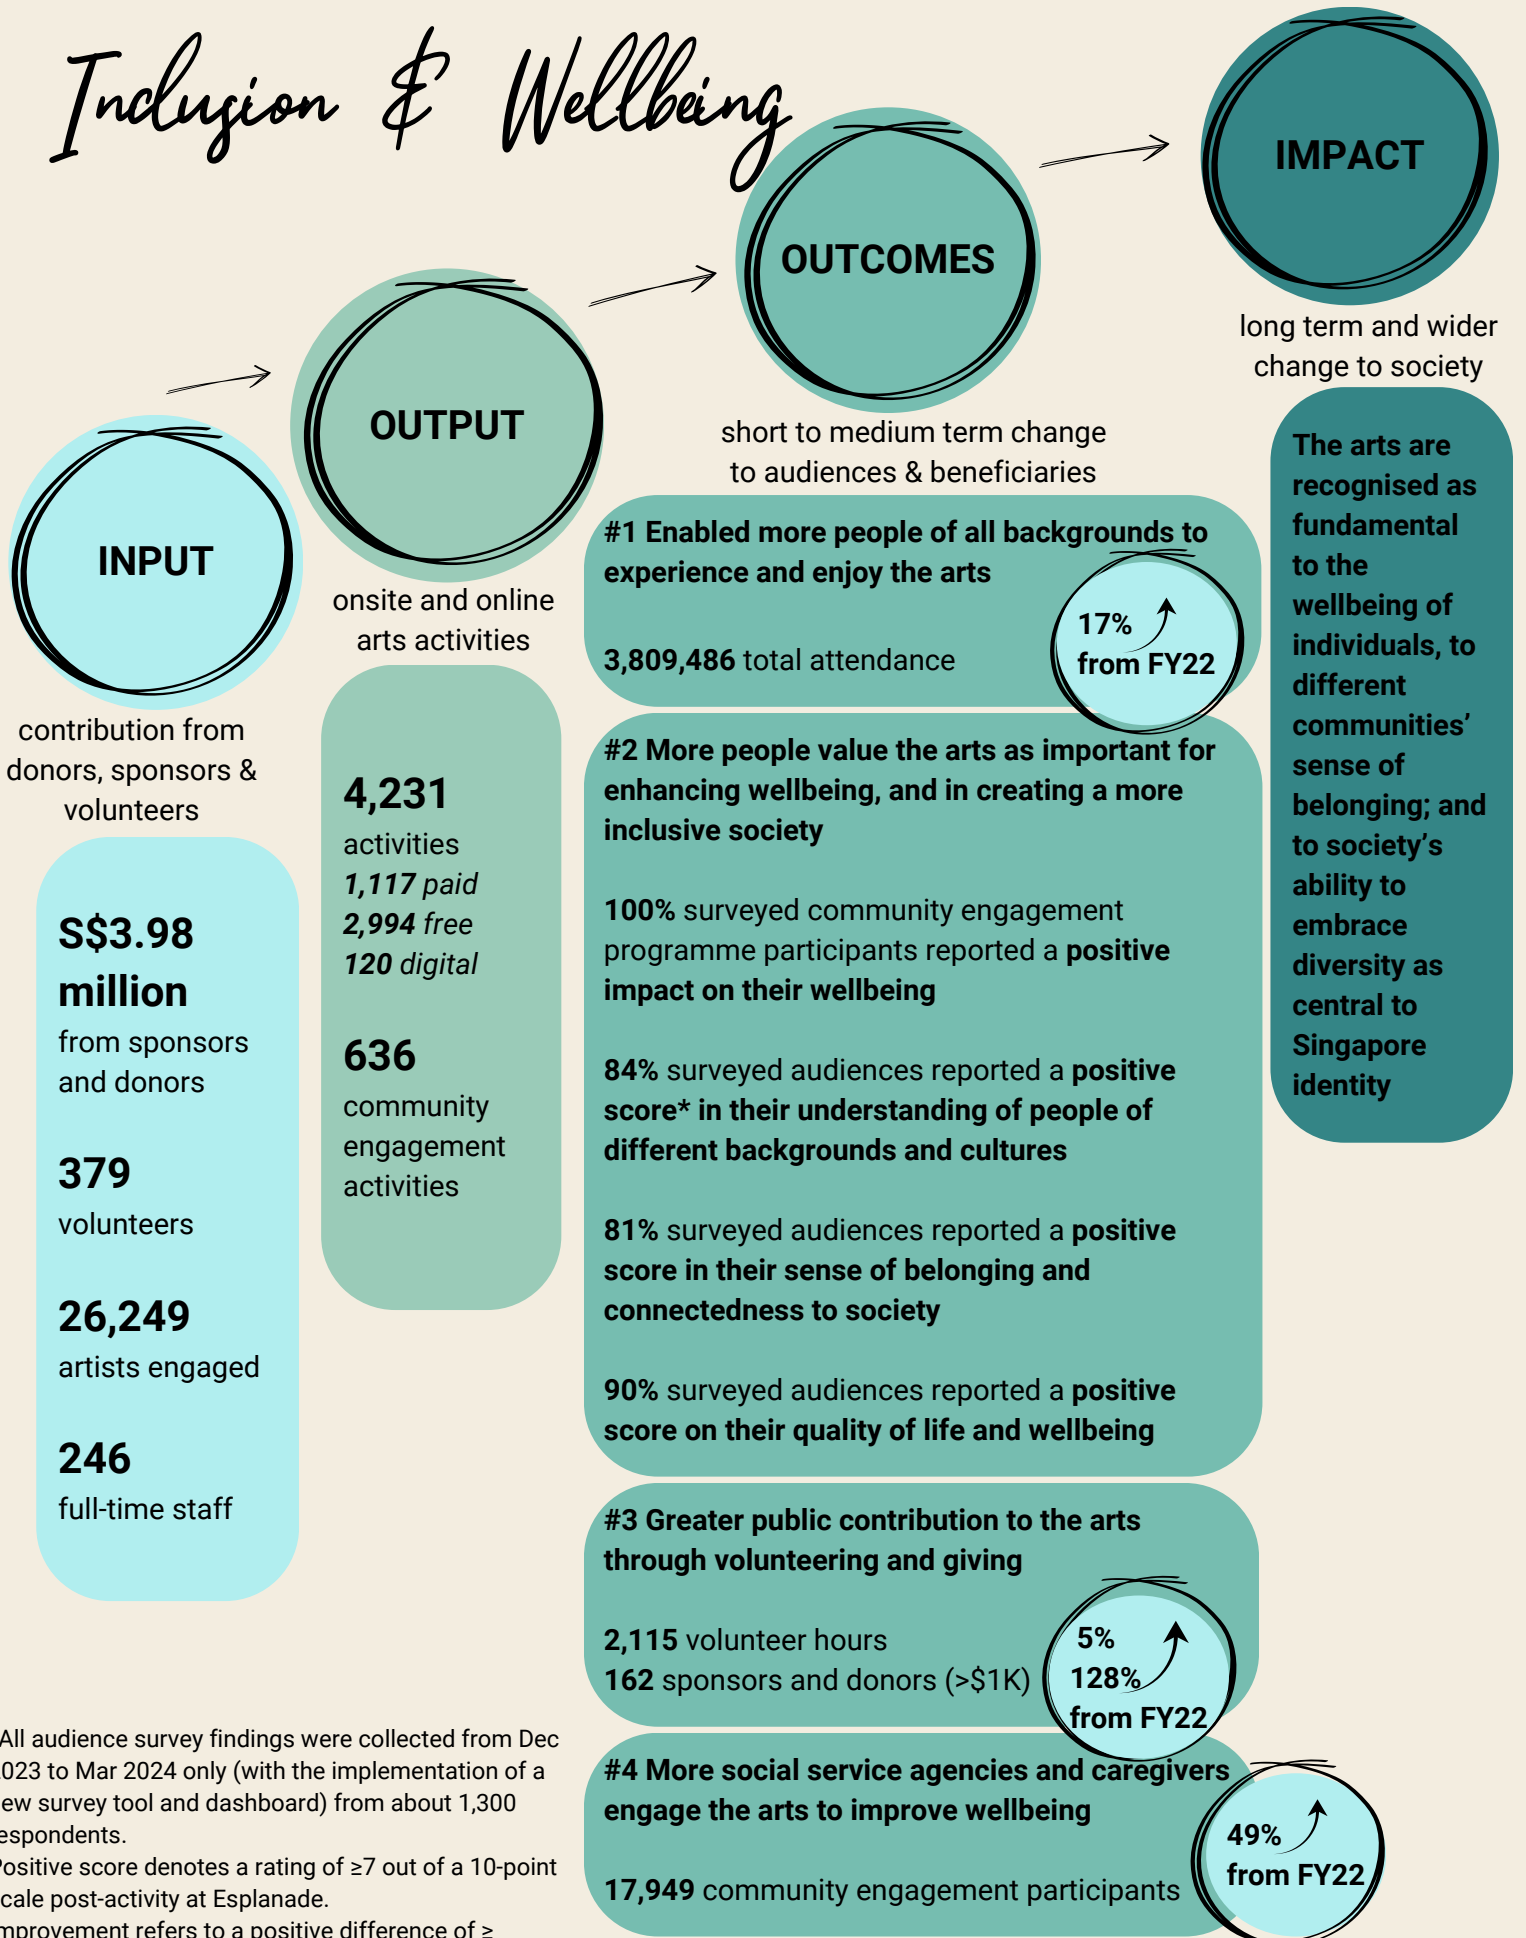 Inclusion & Wellbeing
INPUT
contribution from
donors, sponsors &
volunteers
S$3.98
million
from sponsors
and donors
379
volunteers
26,249
artists engaged
246
full-time staff
OUTPUT
onsite and online
arts activities
4,231
activities
1,117 paid
2,994 free
120 digital
636
community
engagement
activities
OUTCOMES
short to medium term change
to audiences & beneficiaries
#1 Enabled more people of all backgrounds to
experience and enjoy the arts
3,809,486 total attendance
17%
from FY22
#2 More people value the arts as important for
enhancing wellbeing, and in creating a more
inclusive society
100% surveyed community engagement
programme participants reported a positive
impact on their wellbeing
84% surveyed audiences reported a positive
score* in their understanding of people of
different backgrounds and cultures
81% surveyed audiences reported a positive
score in their sense of belonging and
connectedness to society
90% surveyed audiences reported a positive
score on their quality of life and wellbeing
#3 Greater public contribution to the arts
through volunteering and giving
2,115 volunteer hours
162 sponsors and donors (>$1K)
5%
128%
from FY22
#4 More social service agencies and caregivers
engage the arts to improve wellbeing
17,949 community engagement participants
49%
from FY22
IMPACT
long term and wider
change to society
The arts are
recognised as
fundamental
to the
wellbeing of
individuals, to
different
communities’
sense of
belonging; and
to society’s
ability to
embrace
diversity as
central to
Singapore
identity
All audience survey findings were collected from Dec
023 to Mar 2024 only (with the implementation of a
ew survey tool and dashboard) from about 1,300
espondents.
Positive score denotes a rating of ≥7 out of a 10-point
cale post-activity at Esplanade.
mprovement refers to a positive difference of ≥